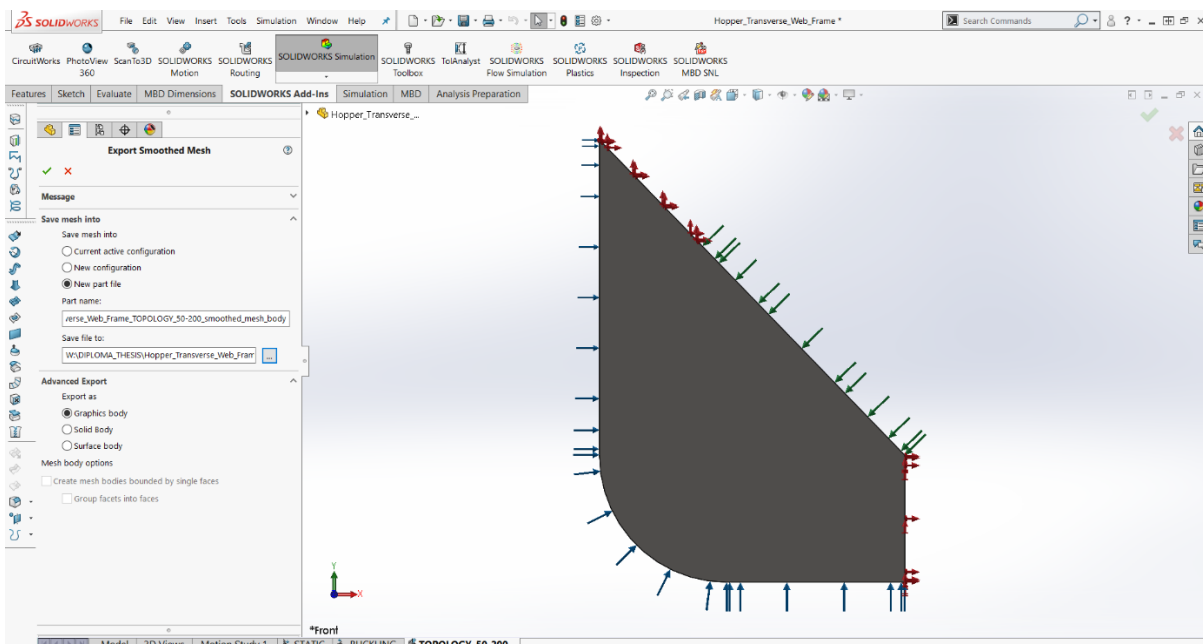 SOLIDWORKS File Edit View Insert Tools Simulation Window Help Hopper_Transverse_Web_Frame * Search Commands ?
CircuitWorks PhotoView 360 ScanTo3D SOLIDWORKS Motion SOLIDWORKS Routing SOLIDWORKS Simulation SOLIDWORKS Toolbox TolAnalyst SOLIDWORKS Flow Simulation SOLIDWORKS Plastics SOLIDWORKS Inspection SOLIDWORKS MBD SNL
Features Sketch Evaluate MBD Dimensions SOLIDWORKS Add-Ins Simulation MBD Analysis Preparation
Hopper_Transverse_...
Export Smoothed Mesh
Message
Save mesh into
Save mesh into
Current active configuration
New configuration
New part file
Part name:
verse_Web_Frame_TOPOLOGY_50-200_smoothed_mesh_body
Save file to:
W:\DIPLOMA_THESIS\Hopper_Transverse_Web_Fram ...
Advanced Export
Export as
Graphics body
Solid Body
Surface body
Mesh body options
Create mesh bodies bounded by single faces
Group facets into faces
Y
X
*Front
Model 3D Views Motion Study 1 STATIC BUCKLING TOPOLOGY_50-200